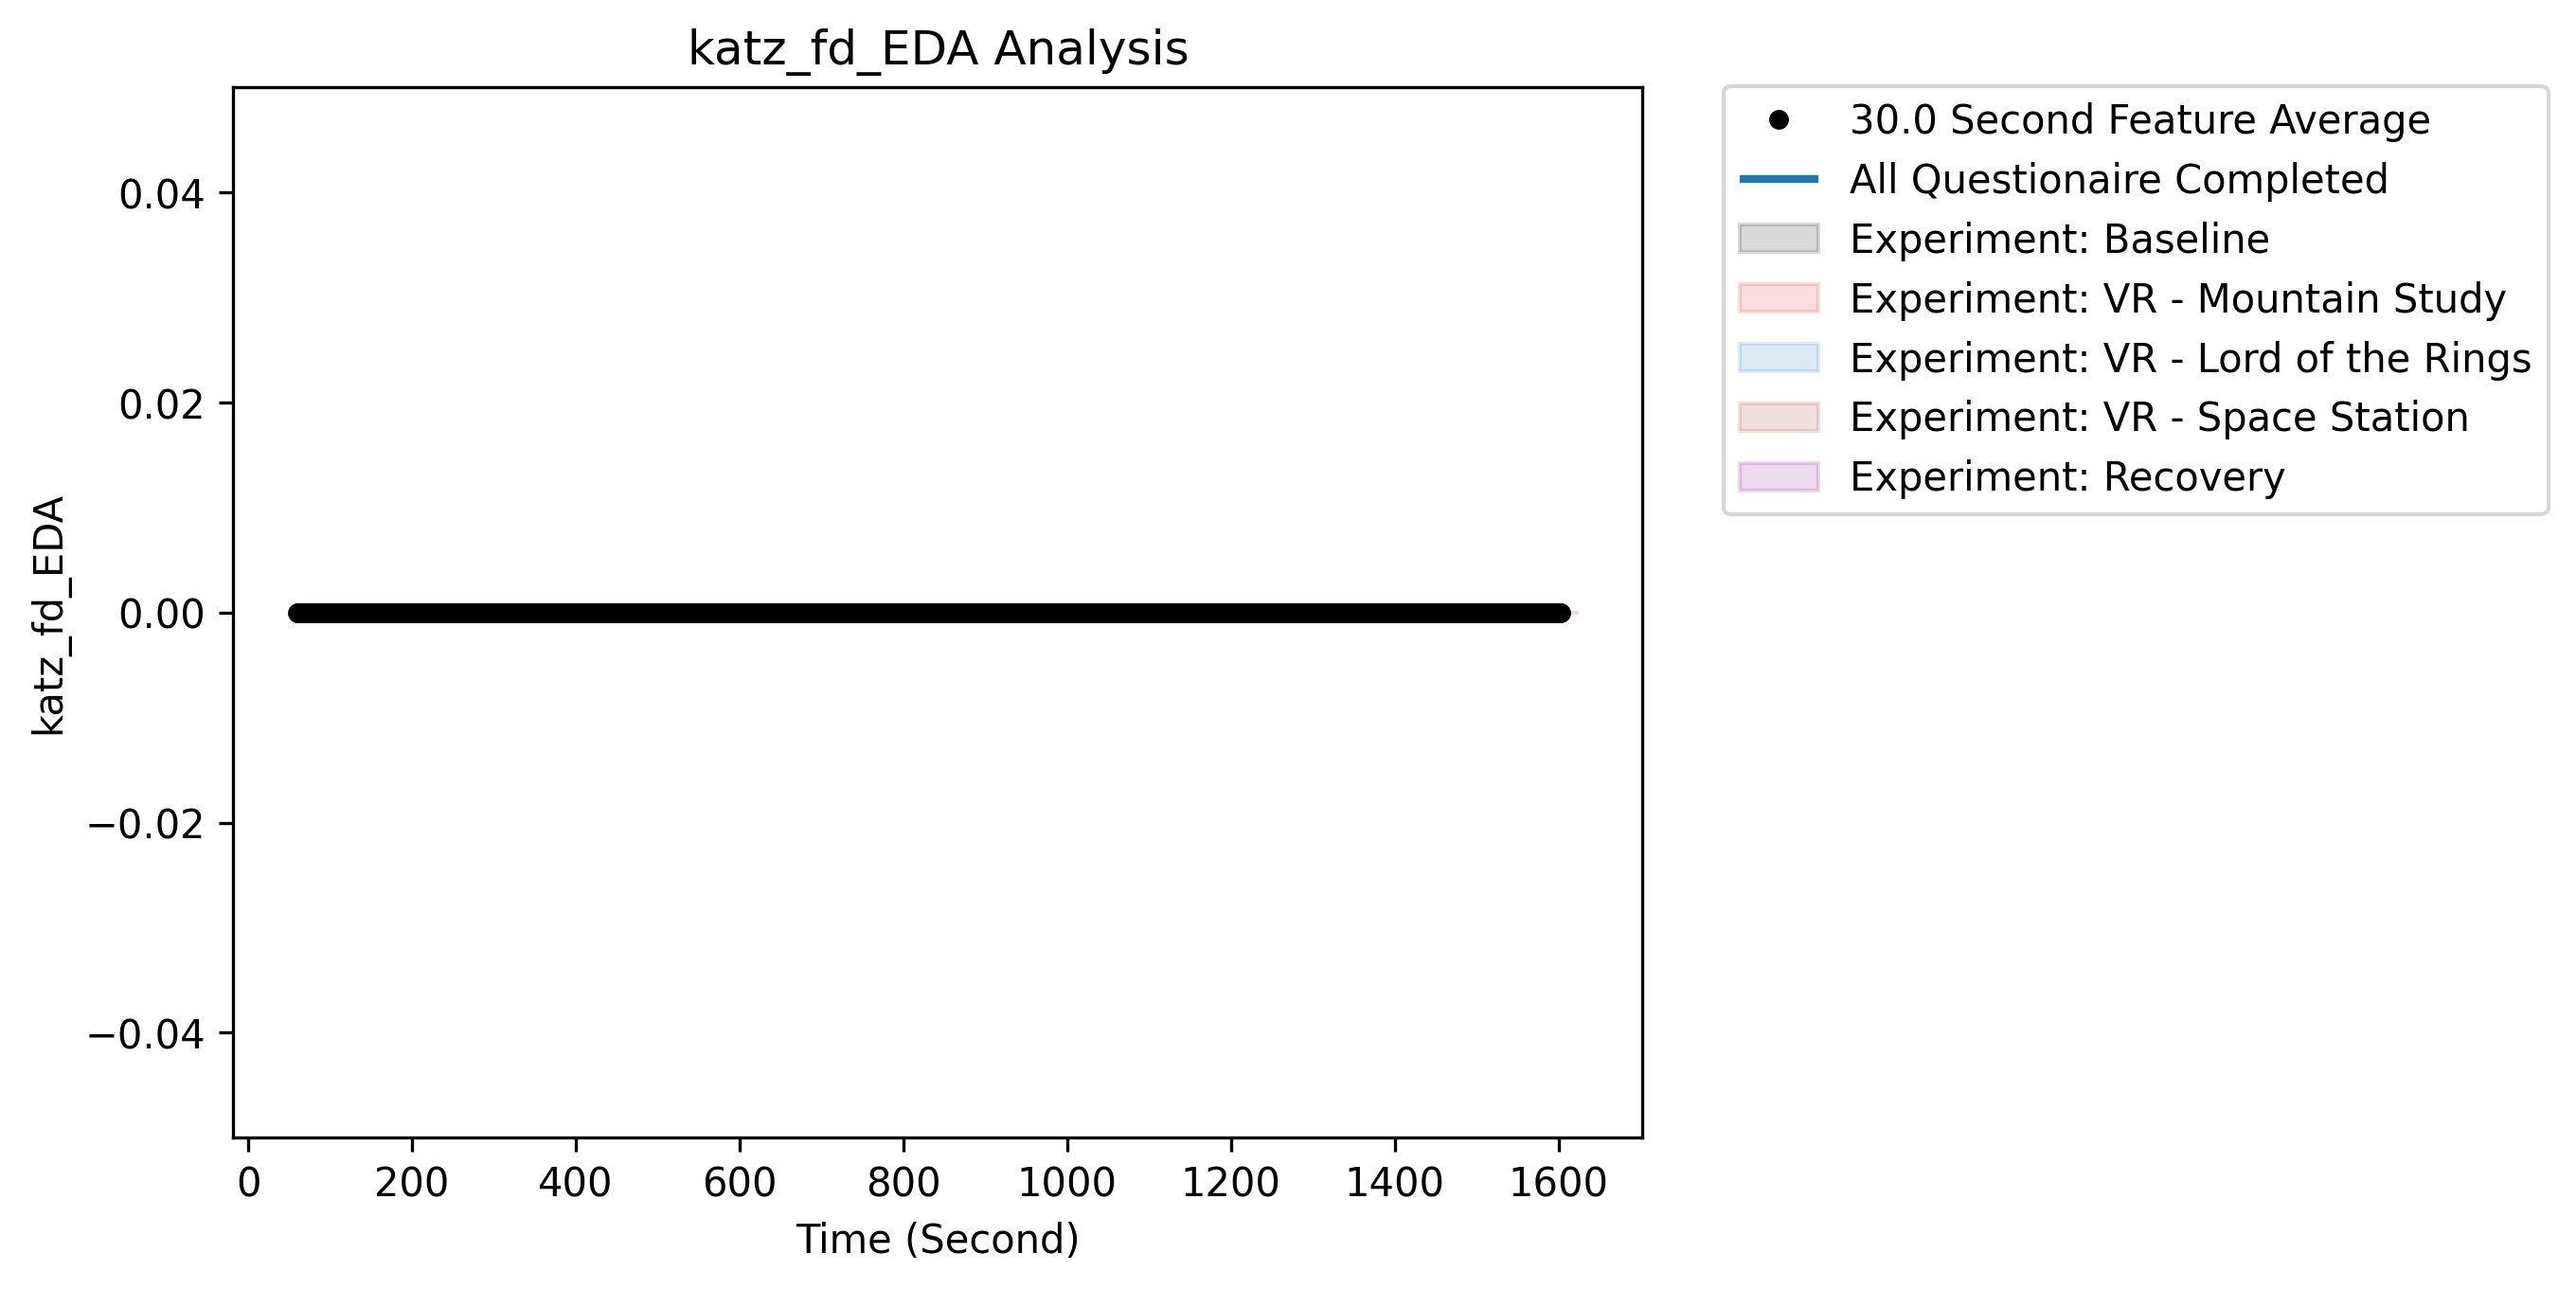 katz_fd_EDA Analysis
30.0 Second Feature Average
All Questionaire Completed
Experiment: Baseline
Experiment: VR - Mountain Study
Experiment: VR - Lord of the Rings
Experiment: VR - Space Station
Experiment: Recovery
katz_fd_EDA
0.04
0.02
0.00
−0.02
−0.04
0 200 400 600 800 1000 1200 1400 1600
Time (Second)